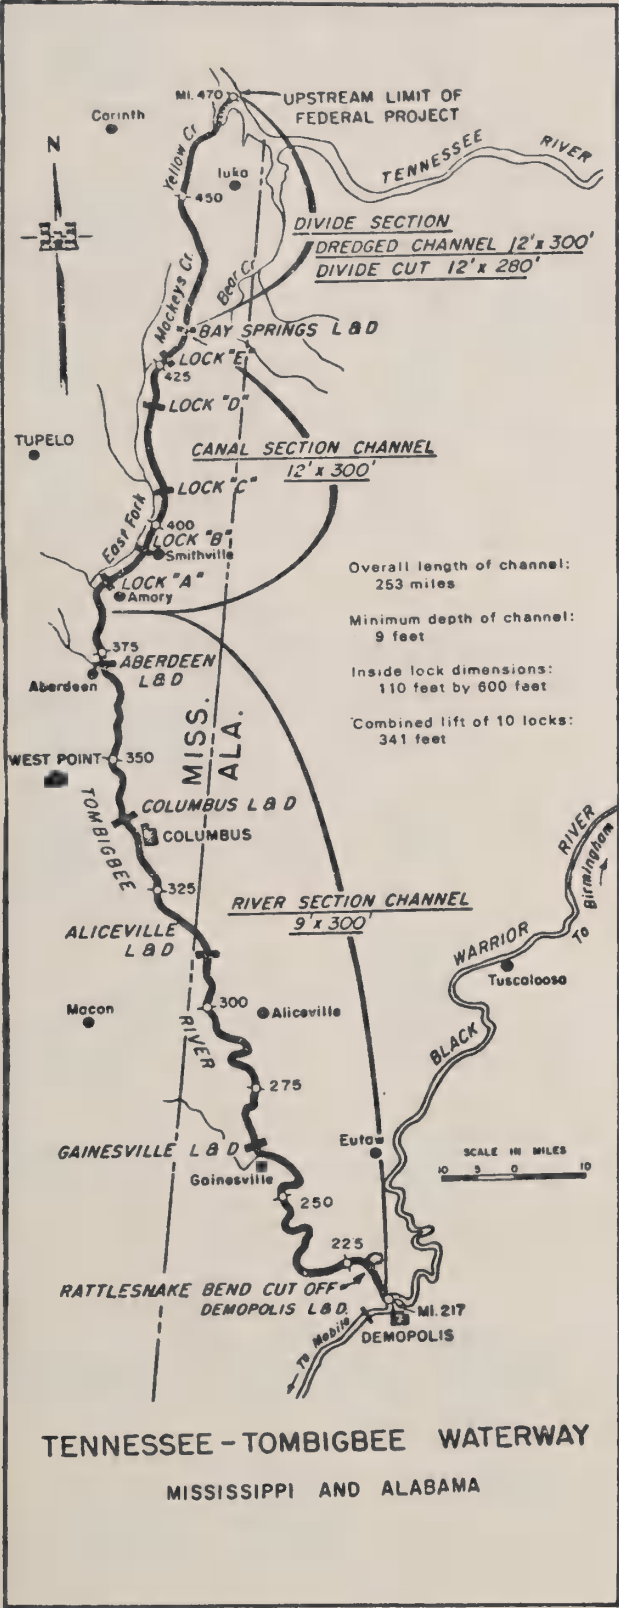 MI. 470
UPSTREAM LIMIT OF
FEDERAL PROJECT
Corinth
N
Yellow Cr.
Iuka
TENNESSEE RIVER
450
DIVIDE SECTION
DREDGED CHANNEL 12' x 300'
DIVIDE CUT 12' x 280'
Mackeys Cr.
Bear Cr.
BAY SPRINGS L & D
LOCK "E"
425
LOCK "D"
TUPELO
CANAL SECTION CHANNEL
12' x 300'
LOCK "C"
East Fork
400
LOCK "B"
Smithville
LOCK "A"
Amory
Overall length of channel:
253 miles
Minimum depth of channel:
9 feet
Inside lock dimensions:
110 feet by 600 feet
Combined lift of 10 locks:
341 feet
375
ABERDEEN
L & D
Aberdeen
MISS.
ALA.
WEST POINT
350
TOMBIGBEE
COLUMBUS L & D
COLUMBUS
325
RIVER SECTION CHANNEL
9' x 300'
ALICEVILLE
L & D
300
Macon
Aliceville
RIVER
275
BLACK WARRIOR RIVER
To Birmingham
Tuscaloosa
GAINESVILLE L & D
Gainesville
Eutaw
SCALE IN MILES
10 5 0 10
250
225
RATTLESNAKE BEND CUT OFF
DEMOPOLIS L & D.
MI. 217
DEMOPOLIS
To Mobile
TENNESSEE - TOMBIGBEE WATERWAY
MISSISSIPPI AND ALABAMA